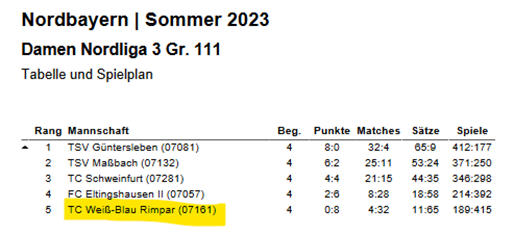 Nordbayern | Sommer 2023
Damen Nordliga 3 Gr. 111
Tabelle und Spielplan
Rang Mannschaft Beg. Punkte Matches Sätze Spiele
1 TSV Güntersleben (07081) 4 8:0 32:4 65:9 412:177
2 TSV Maßbach (07132) 4 6:2 25:11 53:24 371:250
3 TC Schweinfurt (07281) 4 4:4 21:15 44:35 346:298
4 FC Eltingshausen II (07057) 4 2:6 8:28 18:58 214:392
5 TC Weiß-Blau Rimpar (07161) 4 0:8 4:32 11:65 189:415